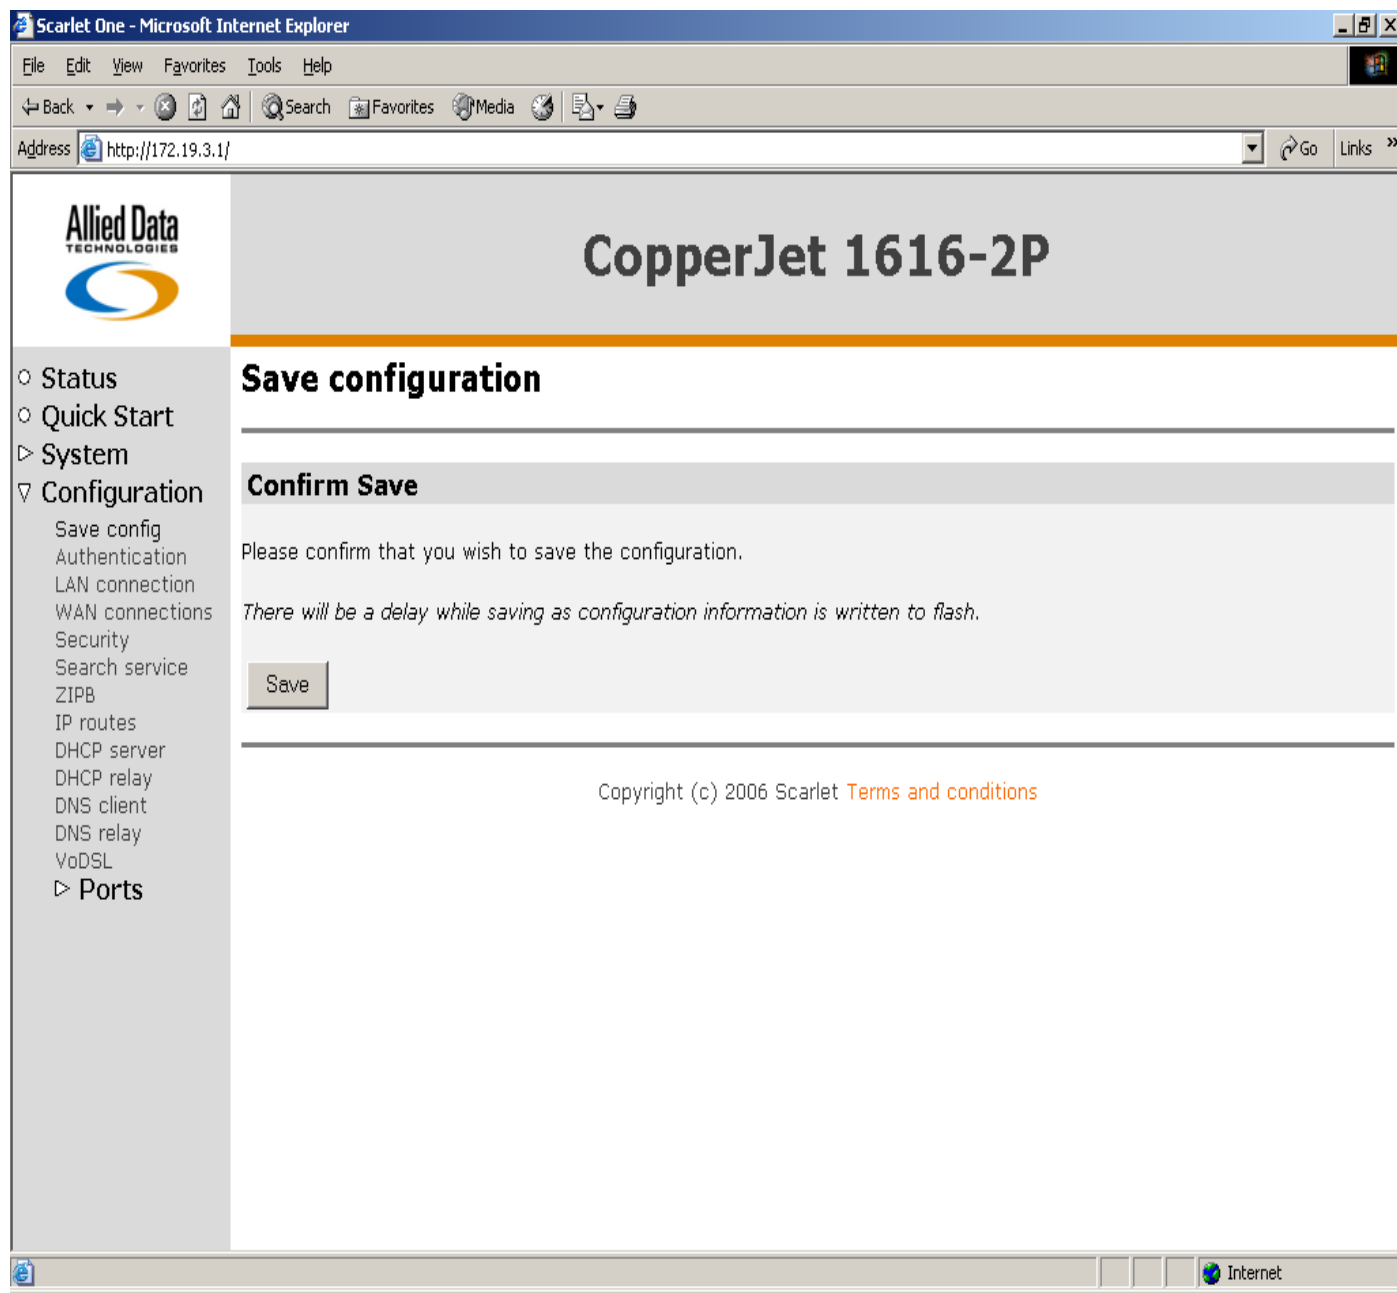 Scarlet One - Microsoft Internet Explorer
File Edit View Favorites Tools Help
Back Search Favorites Media
Address http://172.19.3.1/ Go Links »
Allied Data
TECHNOLOGIES
CopperJet 1616-2P
Status
Quick Start
System
Configuration
Save config
Authentication
LAN connection
WAN connections
Security
Search service
ZIPB
IP routes
DHCP server
DHCP relay
DNS client
DNS relay
VoDSL
Ports
Save configuration
Confirm Save
Please confirm that you wish to save the configuration.
There will be a delay while saving as configuration information is written to flash.
Save
Copyright (c) 2006 Scarlet Terms and conditions
Internet